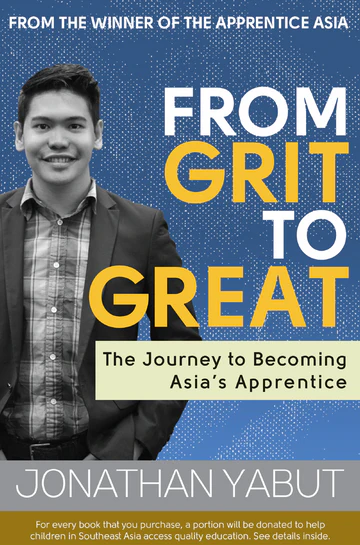 FROM THE WINNER OF THE APPRENTICE ASIA
FROM
GRIT
TO
GREAT
The Journey to Becoming
Asia's Apprentice
JONATHAN YABUT
For every book that you purchase, a portion will be donated to help
children in Southeast Asia access quality education. See details inside.